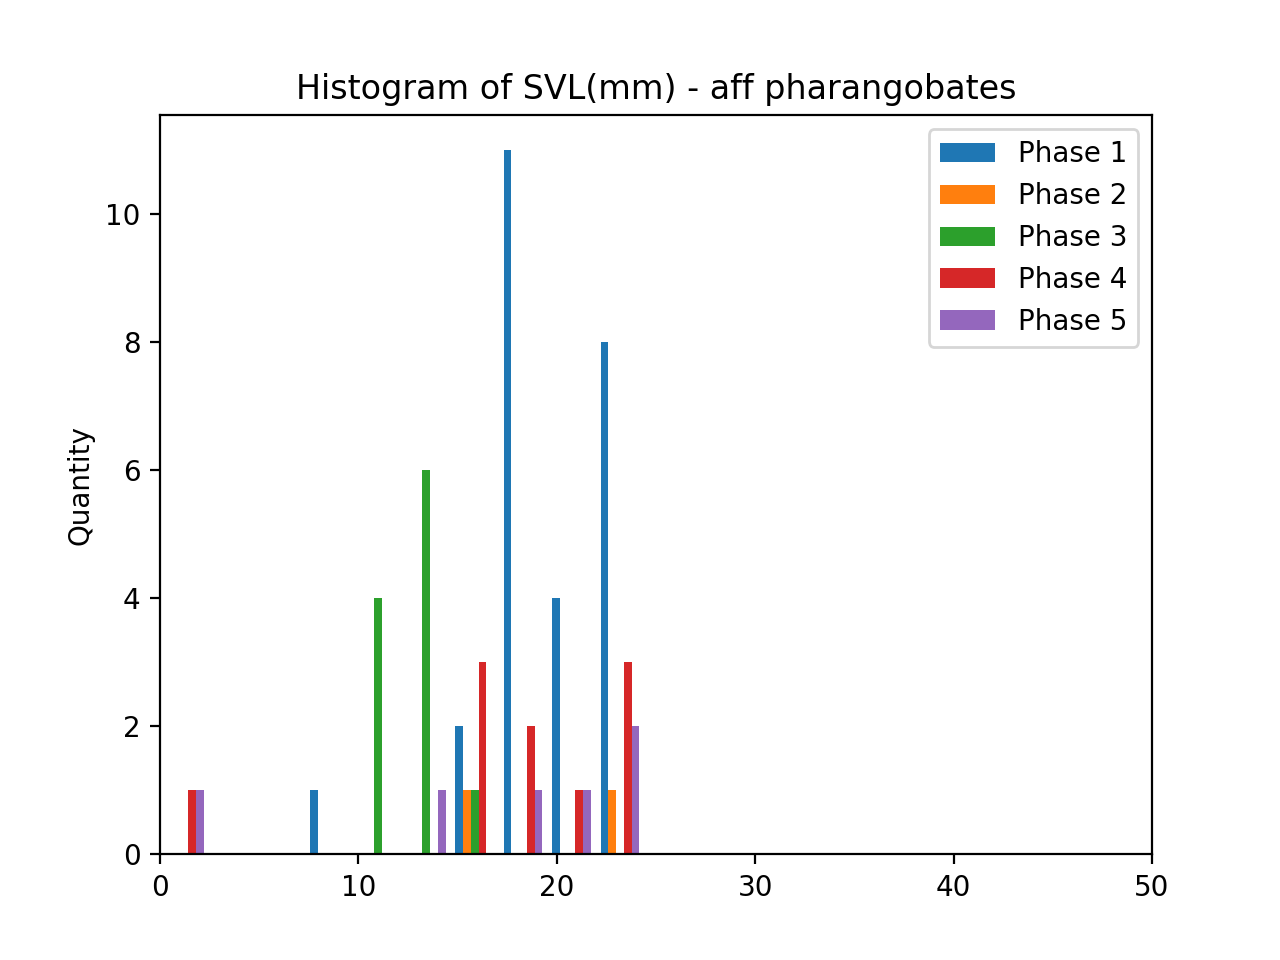 Histogram of SVL(mm) - aff pharangobates
Phase 1
Phase 2
Phase 3
Phase 4
Phase 5
Quantity
10
8
6
4
2
0
0 10 20 30 40 50